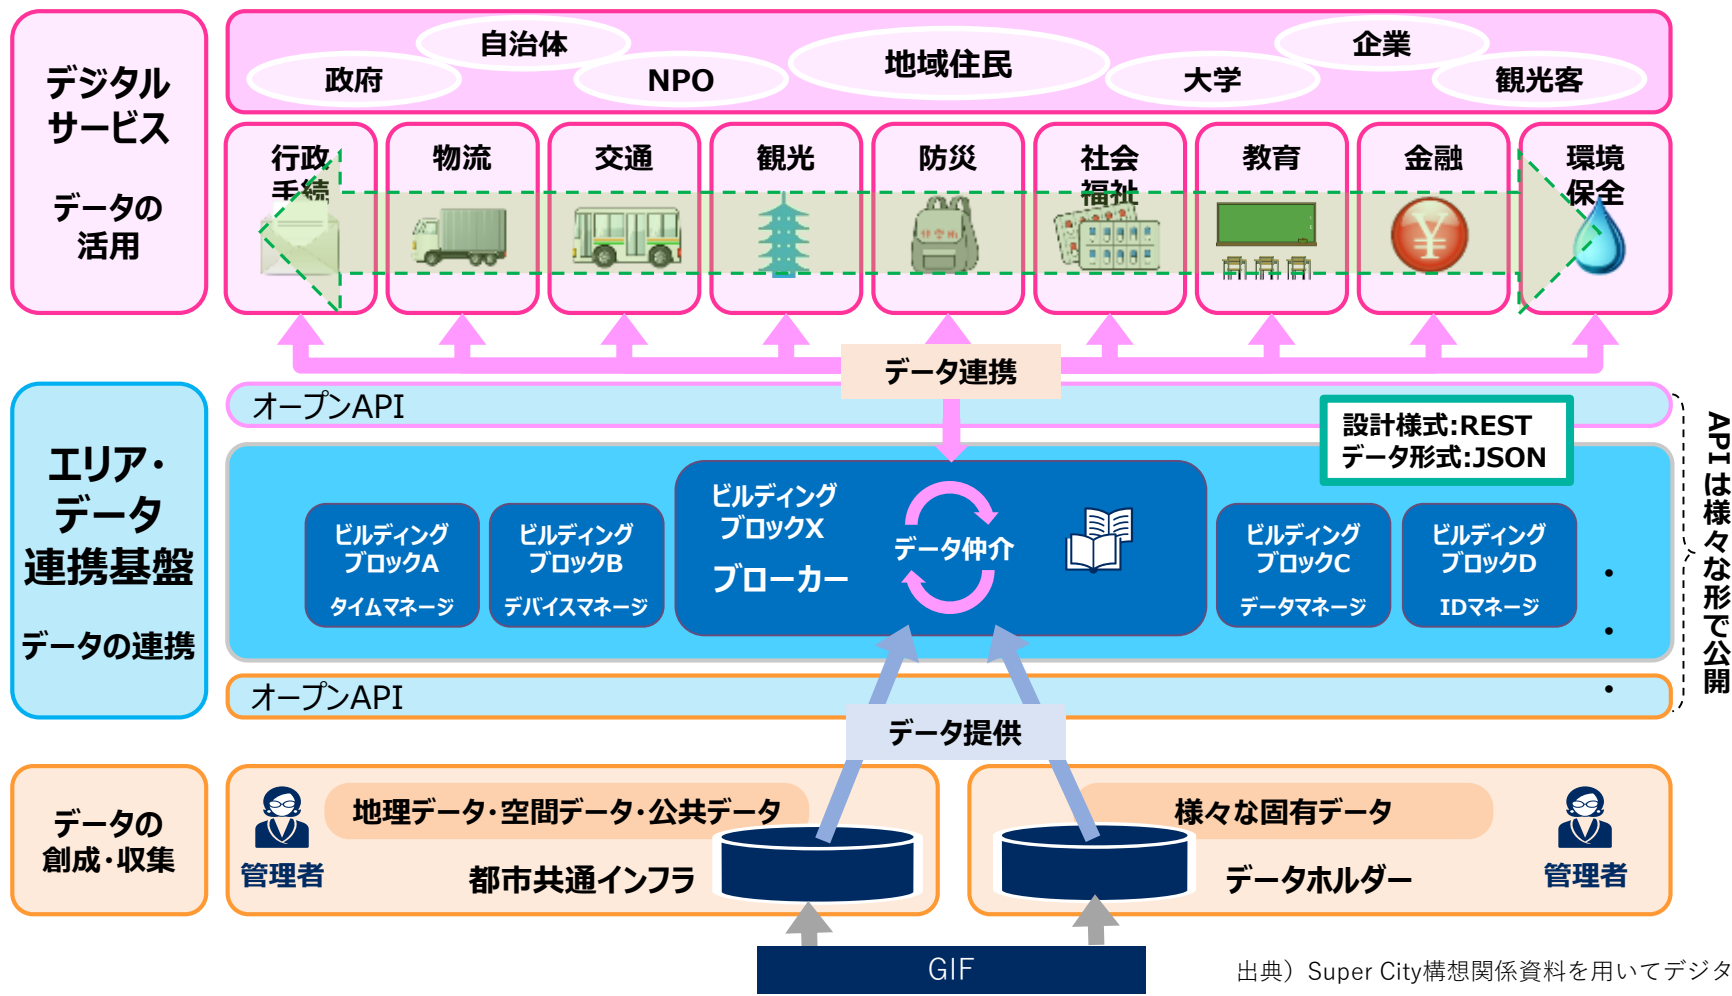 デジタル
サービス
データの
活用
政府
自治体
NPO
地域住民
大学
企業
観光客
行政
手続
物流
交通
観光
防災
社会
福祉
教育
金融
環境
保全
データ連携
エリア・
データ
連携基盤
データの連携
オープンAPI
設計様式:REST
データ形式:JSON
ビルディング
ブロックA
タイムマネージ
ビルディング
ブロックB
デバイスマネージ
ビルディング
ブロックX
ブローカー
データ仲介
ビルディング
ブロックC
データマネージ
ビルディング
ブロックD
IDマネージ
・
・
・
APIは様々な形で公開
オープンAPI
データ提供
データの
創成・収集
管理者
地理データ・空間データ・公共データ
都市共通インフラ
様々な固有データ
データホルダー
管理者
GIF
出典）Super City構想関係資料を用いてデジタ